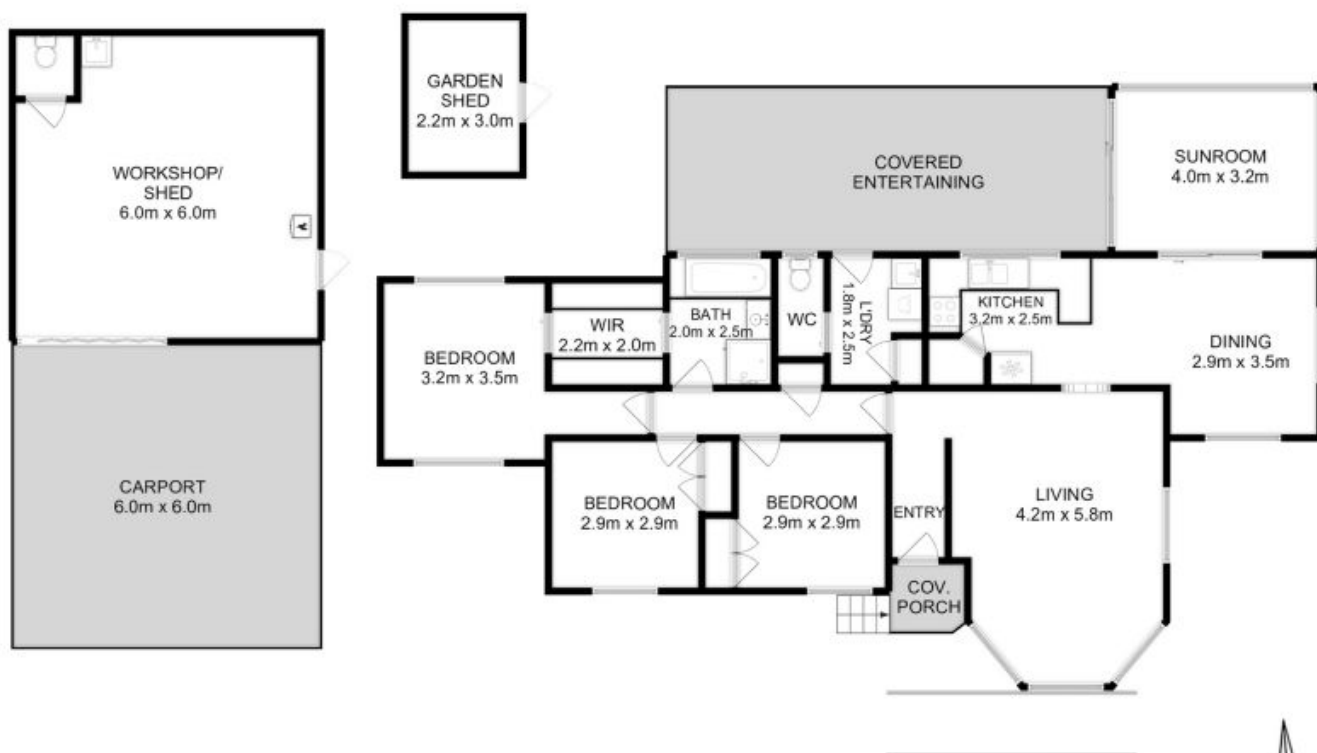 GARDEN
SHED
2.2m x 3.0m
WORKSHOP/
SHED
6.0m x 6.0m
COVERED
ENTERTAINING
SUNROOM
4.0m x 3.2m
BEDROOM
3.2m x 3.5m
WIR
2.2m x 2.0m
BATH
2.0m x 2.5m
WC
L'DRY
1.8m x 2.5m
KITCHEN
3.2m x 2.5m
DINING
2.9m x 3.5m
CARPORT
6.0m x 6.0m
BEDROOM
2.9m x 2.9m
BEDROOM
2.9m x 2.9m
ENTRY
LIVING
4.2m x 5.8m
COV.
PORCH